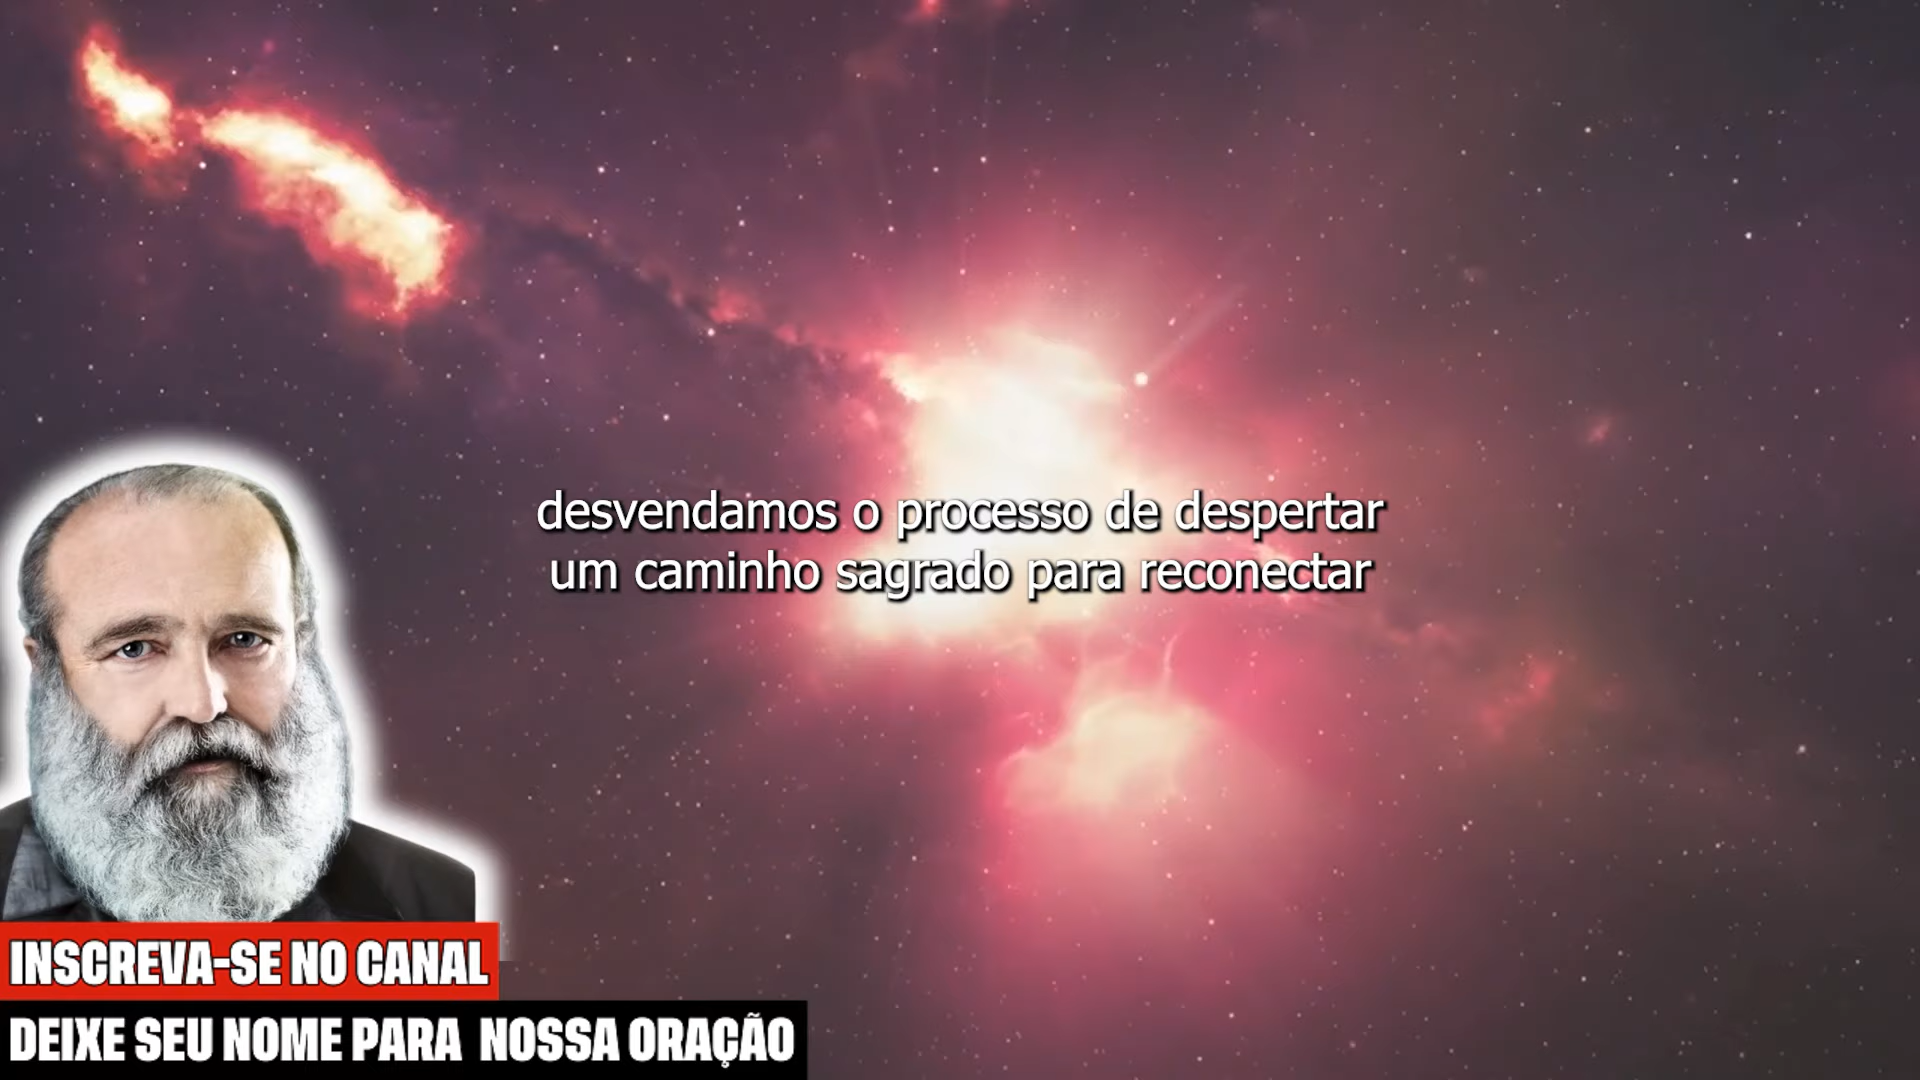 desvendamos o processo de despertar
um caminho sagrado para reconectar
INSCREVA-SE NO CANAL
DEIXE SEU NOME PARA NOSSA ORAÇÃO